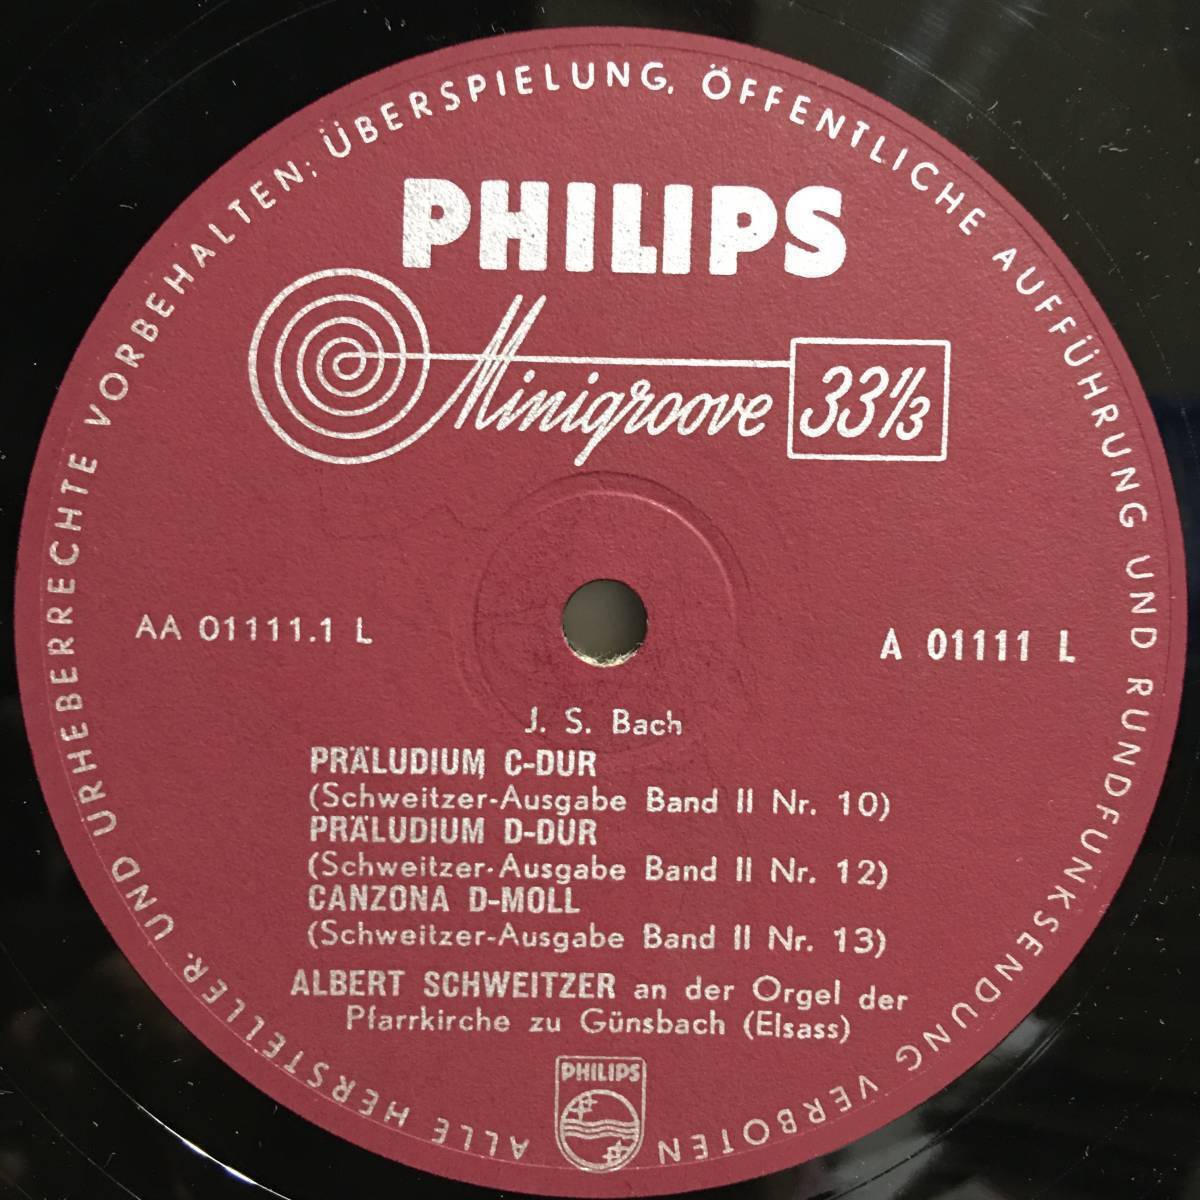 ALLE HERSTELLER- UND URHEBERRECHTE VORBEHALTEN; ÜBERSPIELUNG, ÖFFENTLICHE AUFFÜHRUNG UND RUNDFUNKSENDUNG VERBOTEN
PHILIPS
Minigroove 33 1/3
AA 01111.1 L
A 01111 L
J. S. Bach
PRÄLUDIUM C-DUR
(Schweitzer-Ausgabe Band II Nr. 10)
PRÄLUDIUM D-DUR
(Schweitzer-Ausgabe Band II Nr. 12)
CANZONA D-MOLL
(Schweitzer-Ausgabe Band II Nr. 13)
ALBERT SCHWEITZER an der Orgel der
Pfarrkirche zu Günsbach (Elsass)
PHILIPS